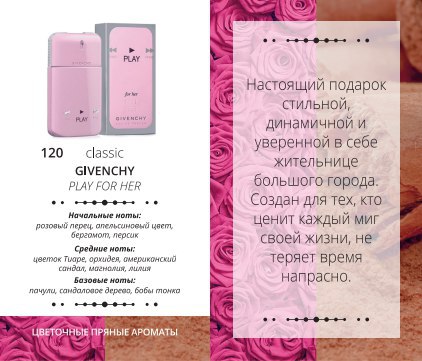 PLAY
PLAY
for her
GIVENCHY
120 classic
GIVENCHY
PLAY FOR HER
Начальные ноты:
розовый перец, апельсиновый цвет,
бергамот, персик
Средние ноты:
цветок Тиаре, орхидея, американский
сандал, магнолия, лилия
Базовые ноты:
пачули, сандаловое дерево, бобы тонка
ЦВЕТОЧНЫЕ ПРЯНЫЕ АРОМАТЫ
Настоящий подарок
стильной,
динамичной и
уверенной в себе
жительнице
большого города.
Создан для тех, кто
ценит каждый миг
своей жизни, не
теряет время
напрасно.